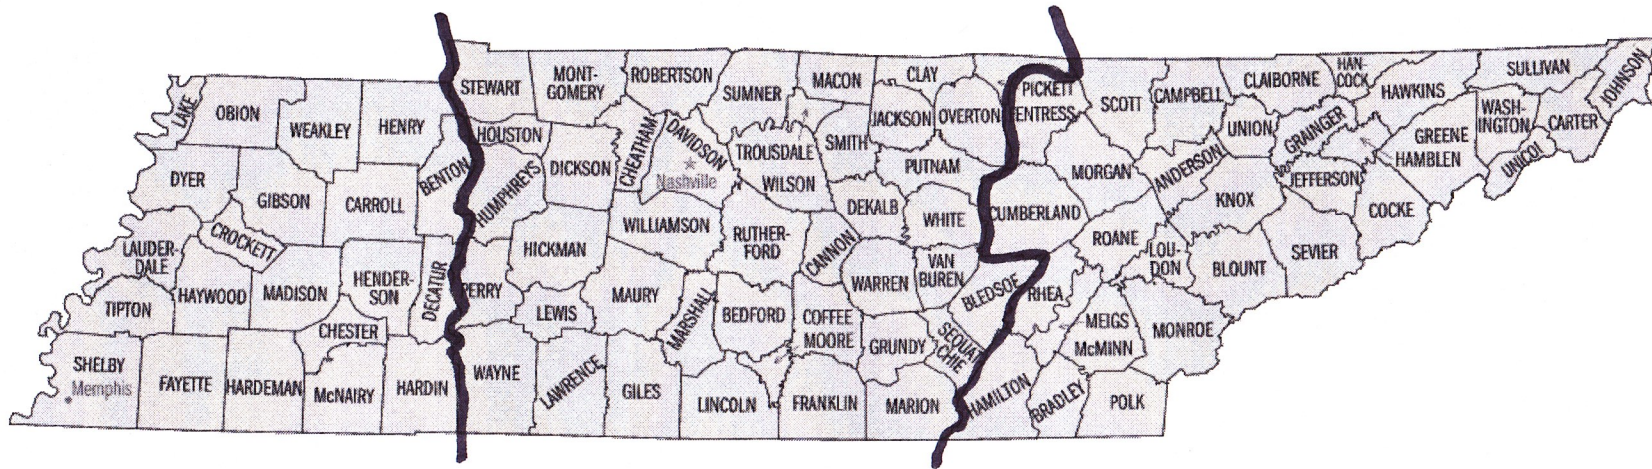 LAKE
OBION
WEAKLEY
HENRY
STEWART
MONT-
GOMERY
ROBERTSON
SUMNER
MACON
CLAY
PICKETT
SCOTT
CAMPBELL
CLAIBORNE
HAN-
COCK
HAWKINS
SULLIVAN
JOHNSON
DYER
GIBSON
CARROLL
BENTON
HOUSTON
HUMPHREYS
DICKSON
CHEATHAM
DAVIDSON
Nashville
TROUSDALE
WILSON
SMITH
JACKSON
OVERTON
FENTRESS
PUTNAM
MORGAN
ANDERSON
UNION
GRAINGER
HAMBLEN
GREENE
WASH-
INGTON
CARTER
UNICOI
LAUDER-
DALE
CROCKETT
HAYWOOD
MADISON
HENDER-
SON
DECATUR
PERRY
HICKMAN
WILLIAMSON
RUTHER-
FORD
CANNON
DEKALB
WHITE
CUMBERLAND
ROANE
LOU-
DON
KNOX
JEFFERSON
COCKE
SEVIER
BLOUNT
TIPTON
CHESTER
LEWIS
MAURY
MARSHALL
BEDFORD
COFFEE
MOORE
WARREN
VAN
BUREN
BLEDSOE
RHEA
MEIGS
McMINN
MONROE
SHELBY
Memphis
FAYETTE
HARDEMAN
McNAIRY
HARDIN
WAYNE
LAWRENCE
GILES
LINCOLN
FRANKLIN
GRUNDY
SEQUAT
CHIE
MARION
HAMILTON
BRADLEY
POLK